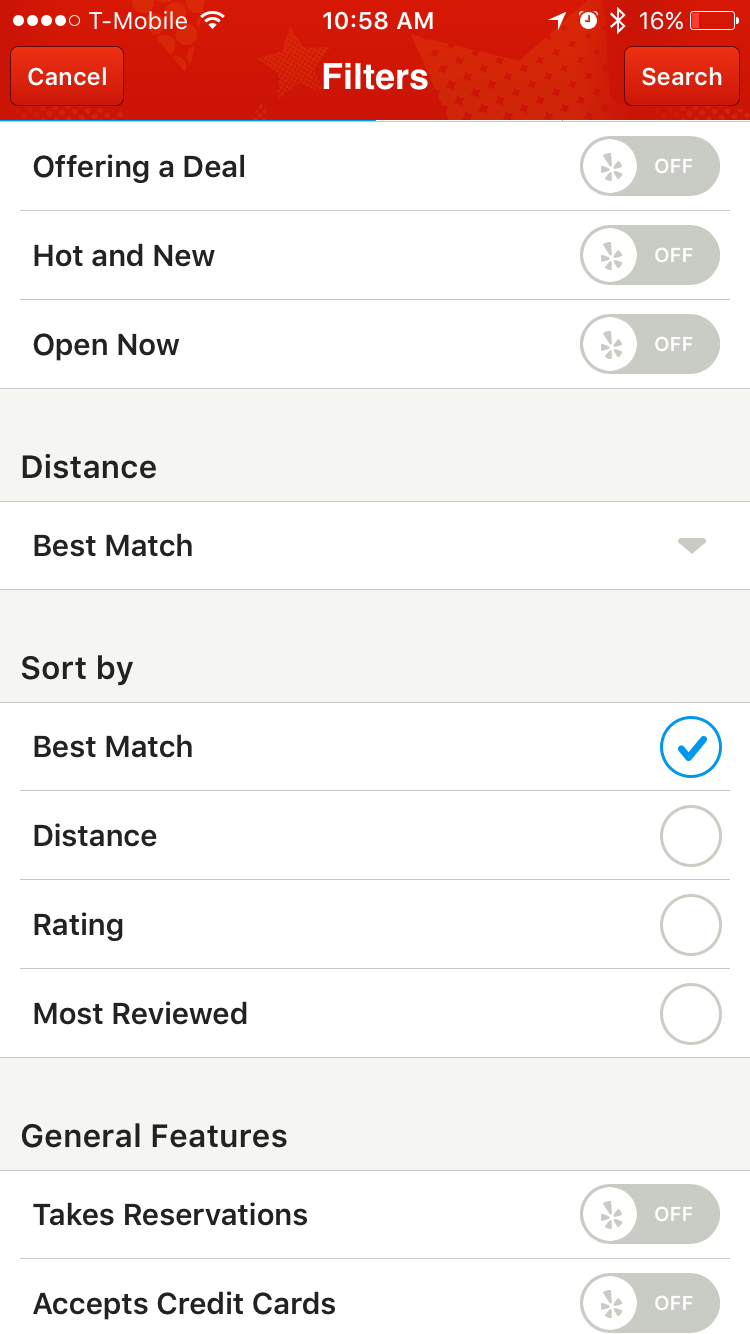 T-Mobile 10:58 AM 16%
Cancel Filters Search
Offering a Deal OFF
Hot and New OFF
Open Now OFF
Distance
Best Match
Sort by
Best Match
Distance
Rating
Most Reviewed
General Features
Takes Reservations OFF
Accepts Credit Cards OFF